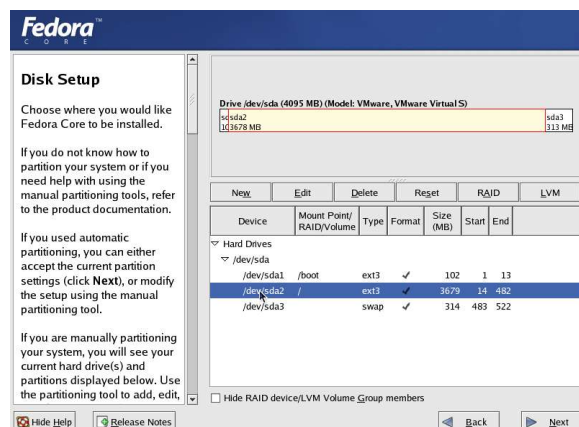 Fedora™
C O R E
Disk Setup
Choose where you would like
Fedora Core to be installed.
If you do not know how to
partition your system or if you
need help with using the
manual partitioning tools, refer
to the product documentation.
If you used automatic
partitioning, you can either
accept the current partition
settings (click Next), or modify
the setup using the manual
partitioning tool.
If you are manually partitioning
your system, you will see your
current hard drive(s) and
partitions displayed below. Use
the partitioning tool to add, edit,
Drive /dev/sda (4095 MB) (Model: VMware, VMware Virtual S)
sda2 sda3
3678 MB 313 MB
New Edit Delete Reset RAID LVM
Device Mount Point/ RAID/Volume Type Format Size (MB) Start End
Hard Drives
/dev/sda
/dev/sda1 /boot ext3 ✓ 102 1 13
/dev/sda2 / ext3 ✓ 3679 14 482
/dev/sda3 swap ✓ 314 483 522
Hide RAID device/LVM Volume Group members
Hide Help Release Notes Back Next